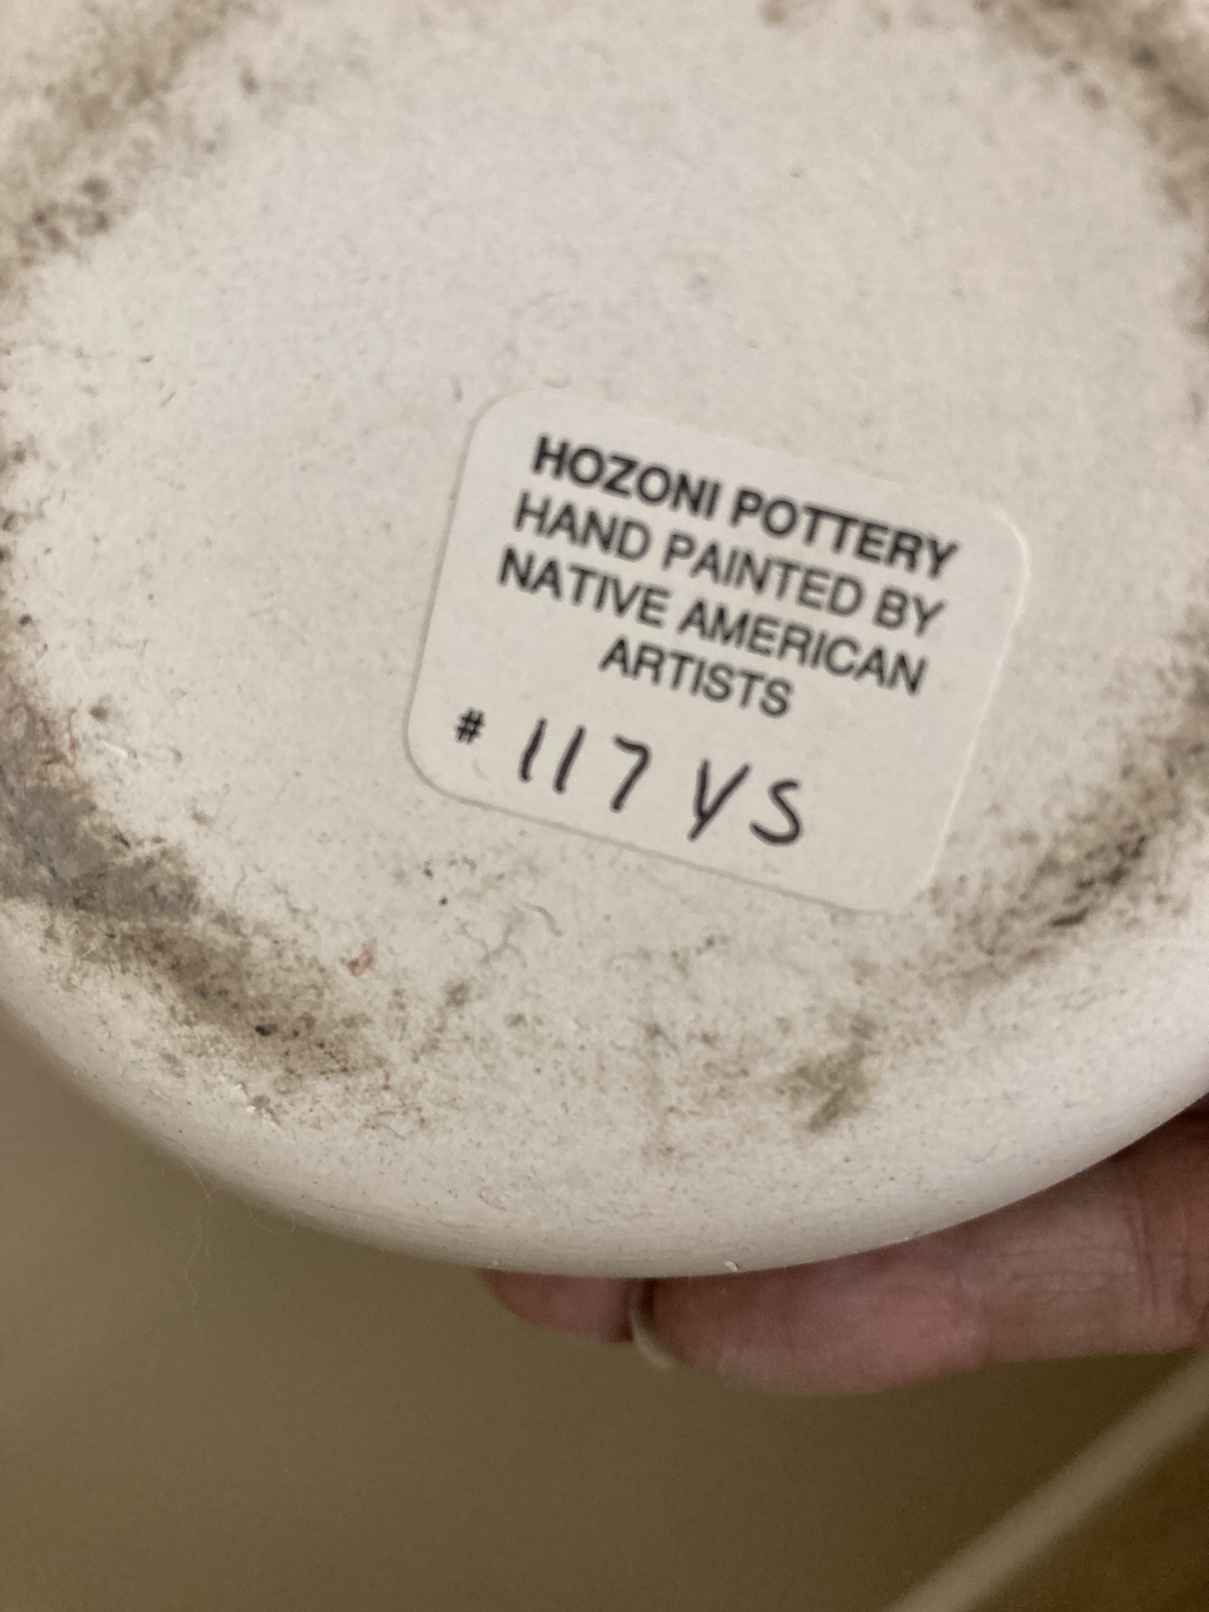 HOZONI POTTERY
HAND PAINTED BY
NATIVE AMERICAN
ARTISTS
# 117 YS